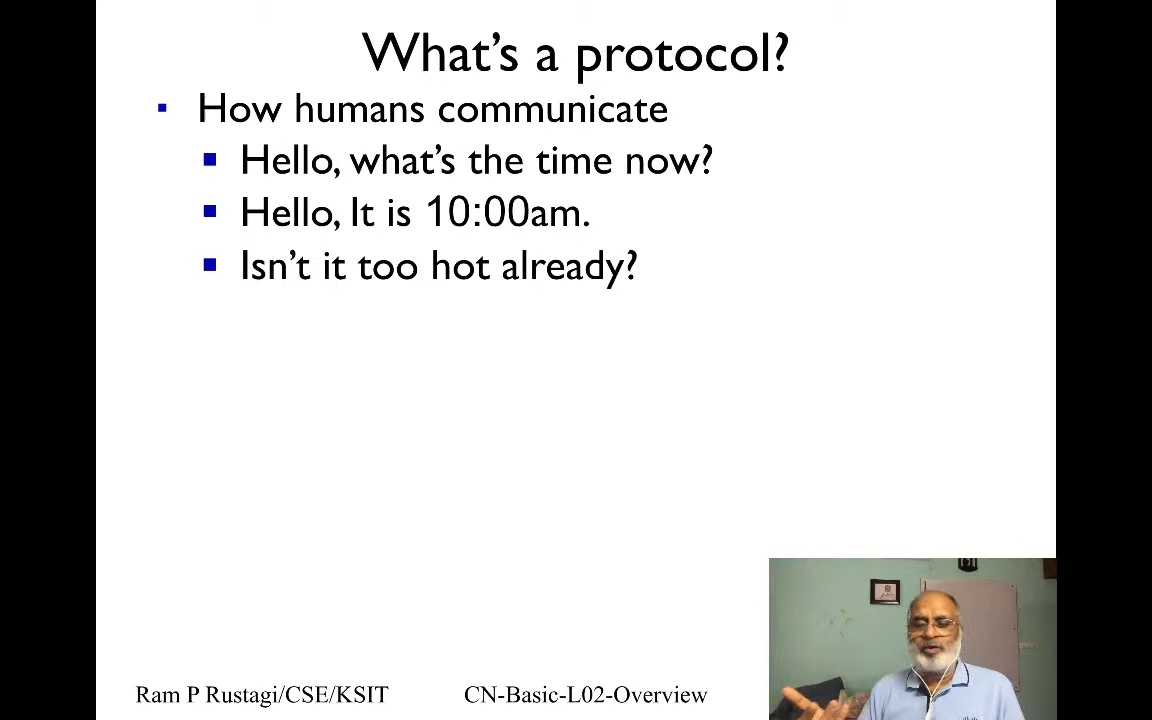 What's a protocol?
How humans communicate
Hello, what's the time now?
Hello, It is 10:00am.
Isn't it too hot already?
Ram P Rustagi/CSE/KSIT CN-Basic-L02-Overview